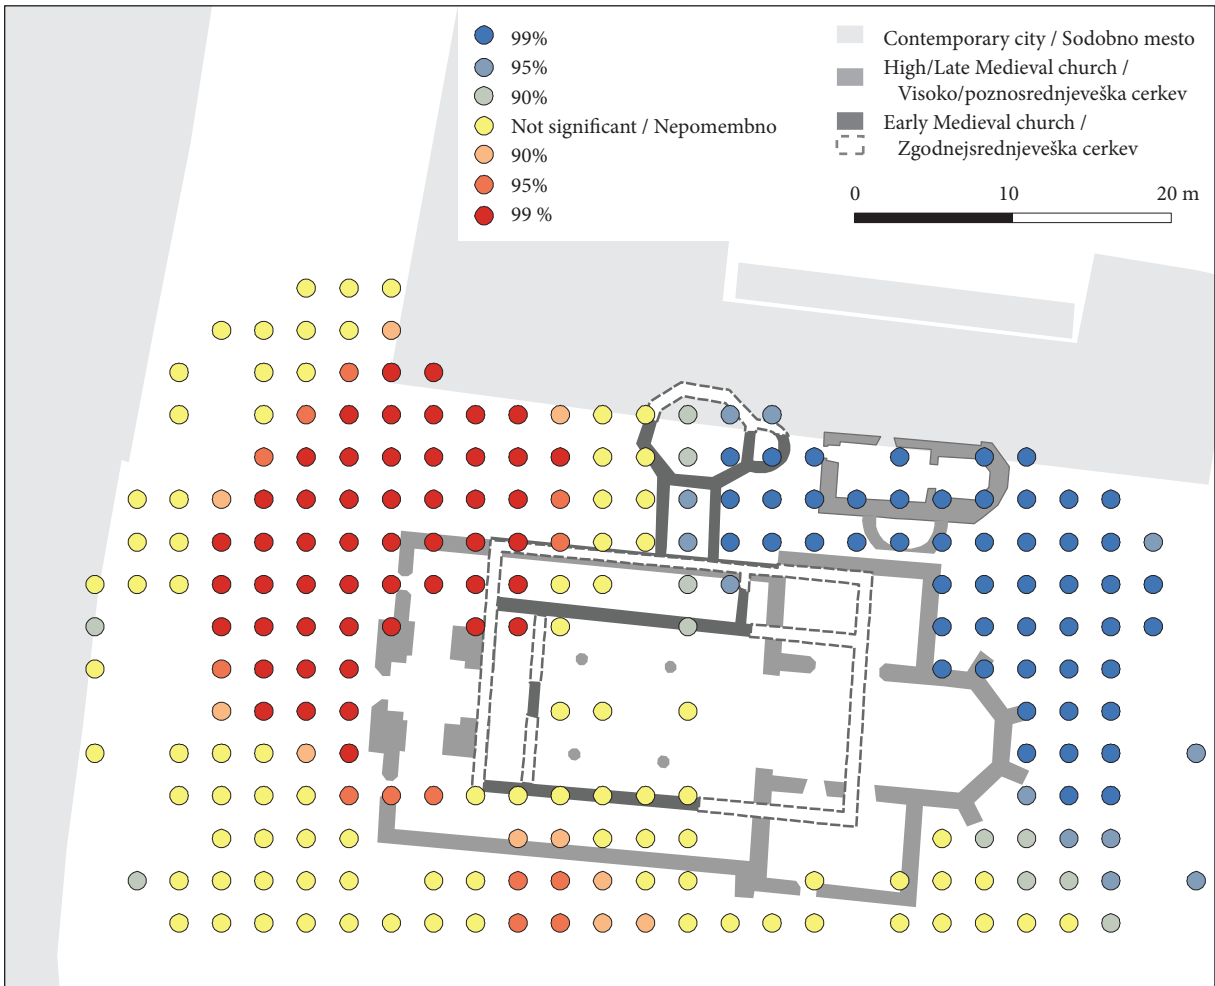 99%
95%
90%
Not significant / Nepomembno
90%
95%
99 %
Contemporary city / Sodobno mesto
High/Late Medieval church /
Visoko/poznosrednjeveška cerkev
Early Medieval church /
Zgodnejsrednjeveška cerkev
0 10 20 m